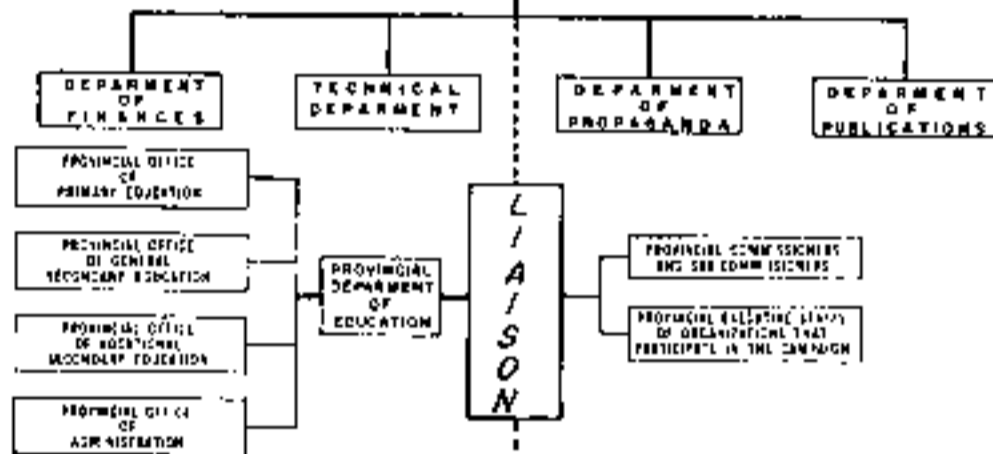 DEPARMENT
OF
FINANCES
TECHNICAL
DEPARMENT
DEPARMENT
OF
PROPAGANDA
DEPARMENT
OF
PUBLICATIONS
PROVINCIAL OFFICE
OF
PRIMARY EDUCATION
PROVINCIAL OFFICE
OF GENERAL
SECONDARY EDUCATION
PROVINCIAL OFFICE
OF VOCATIONAL
SECONDARY EDUCATION
PROVINCIAL OFFICE
OF
ADMINISTRATION
PROVINCIAL
DEPARMENT
OF
EDUCATION
LIAISON
PROVINCIAL COMMISSIONERS
AND SUB COMMISSIONERS
PROVINCIAL EXECUTIVE
OF ORGANIZATIONS THAT
PARTICIPATE IN THE CAMPAIGN